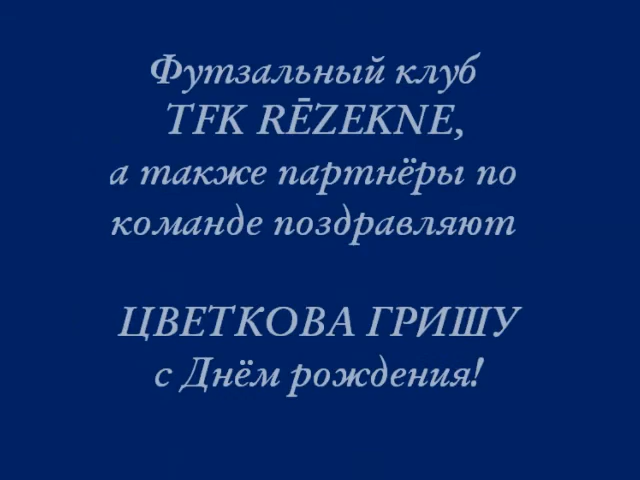 Футзальный клуб
TFK RĒZEKNE,
а также партнёры по
команде поздравляют
ЦВЕТКОВА ГРИШУ
с Днём рождения!